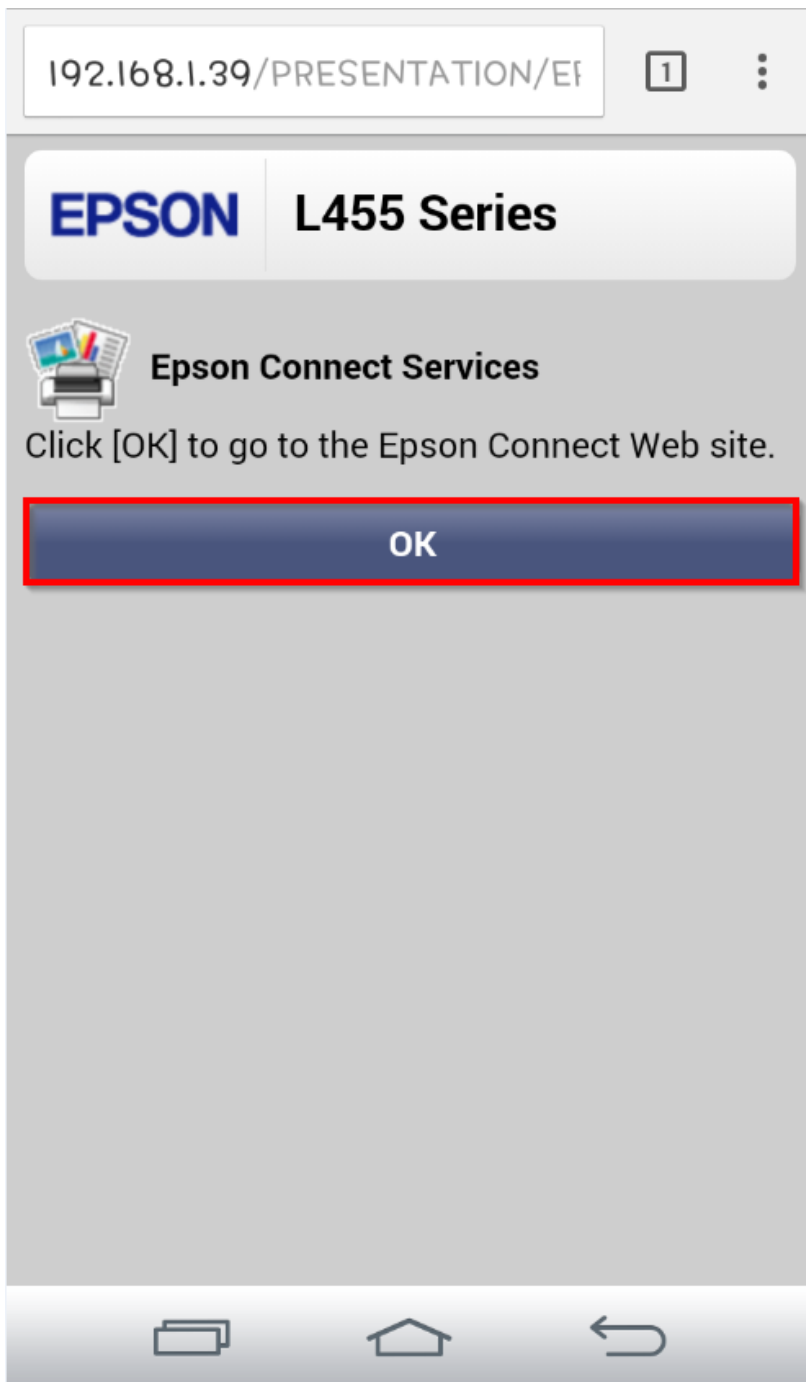 192.168.1.39/PRESENTATION/
1
EPSON
L455 Series
Epson Connect Services
Click [OK] to go to the Epson Connect Web site.
OK